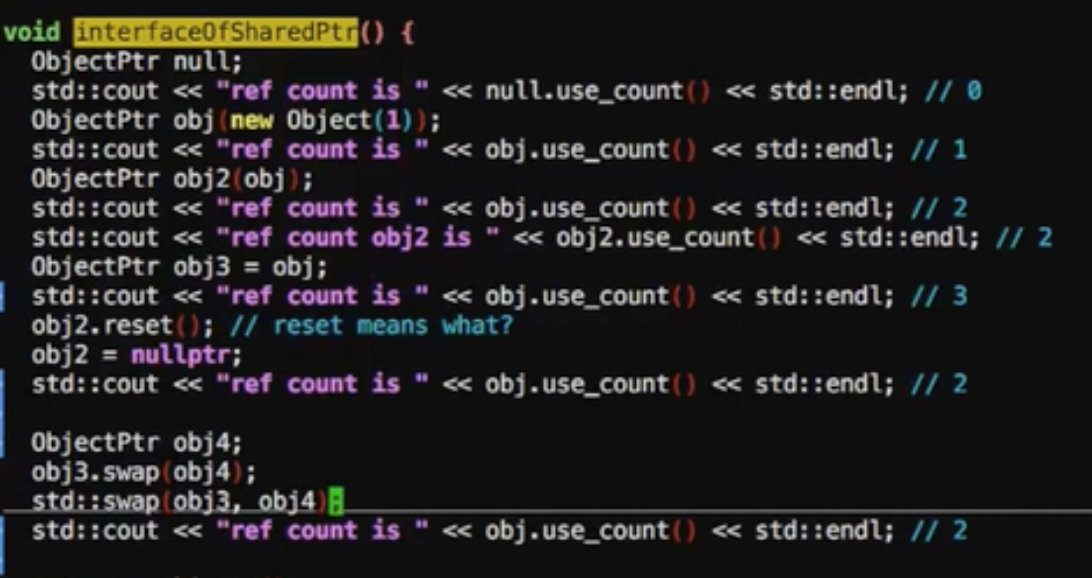 void interfaceOfSharedPtr() {
ObjectPtr null;
std::cout << "ref count is " << null.use_count() << std::endl; // 0
ObjectPtr obj(new Object(1));
std::cout << "ref count is " << obj.use_count() << std::endl; // 1
ObjectPtr obj2(obj);
std::cout << "ref count is " << obj.use_count() << std::endl; // 2
std::cout << "ref count obj2 is " << obj2.use_count() << std::endl; // 2
ObjectPtr obj3 = obj;
std::cout << "ref count is " << obj.use_count() << std::endl; // 3
obj2.reset(); // reset means what?
obj2 = nullptr;
std::cout << "ref count is " << obj.use_count() << std::endl; // 2
ObjectPtr obj4;
obj3.swap(obj4);
std::swap(obj3, obj4);
std::cout << "ref count is " << obj.use_count() << std::endl; // 2